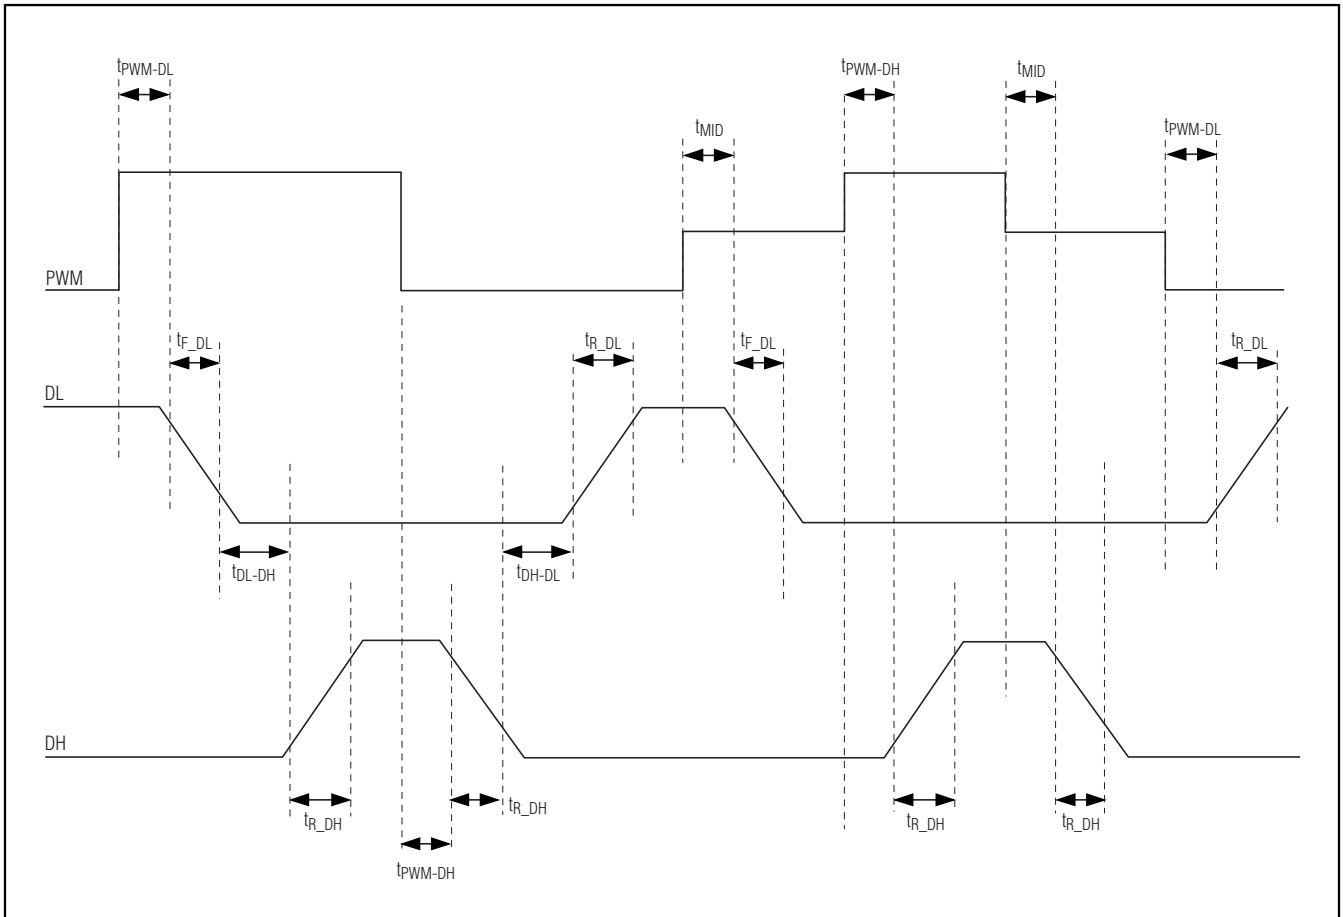 tPWM-DL
tPWM-DH
tMID
tMID
tPWM-DL
PWM
tF_DL
tR_DL
tF_DL
tR_DL
DL
tDL-DH
tDH-DL
DH
tR_DH
tR_DH
tR_DH
tR_DH
tPWM-DH